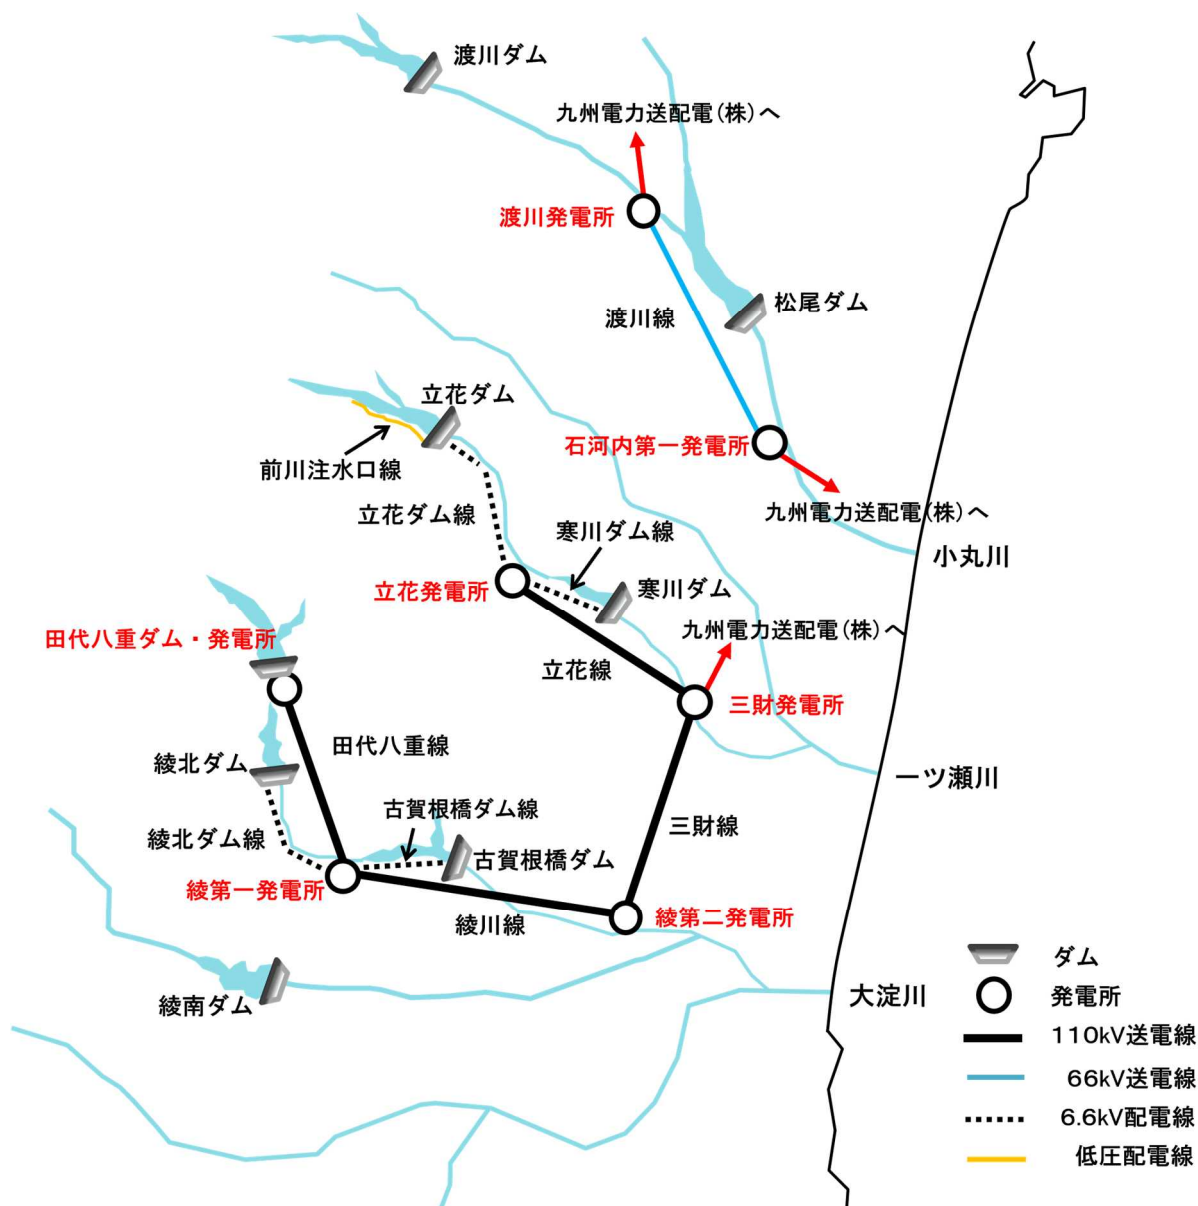 渡川ダム
九州電力送配電(株)へ
渡川発電所
松尾ダム
渡川線
立花ダム
石河内第一発電所
前川注水口線
立花ダム線
九州電力送配電(株)へ
寒川ダム線
小丸川
立花発電所
寒川ダム
九州電力送配電(株)へ
田代八重ダム・発電所
立花線
三財発電所
田代八重線
綾北ダム
一ツ瀬川
古賀根橋ダム線
三財線
綾北ダム線
古賀根橋ダム
綾第一発電所
綾川線
綾第二発電所
綾南ダム
大淀川
ダム
発電所
110kV送電線
66kV送電線
6.6kV配電線
低圧配電線